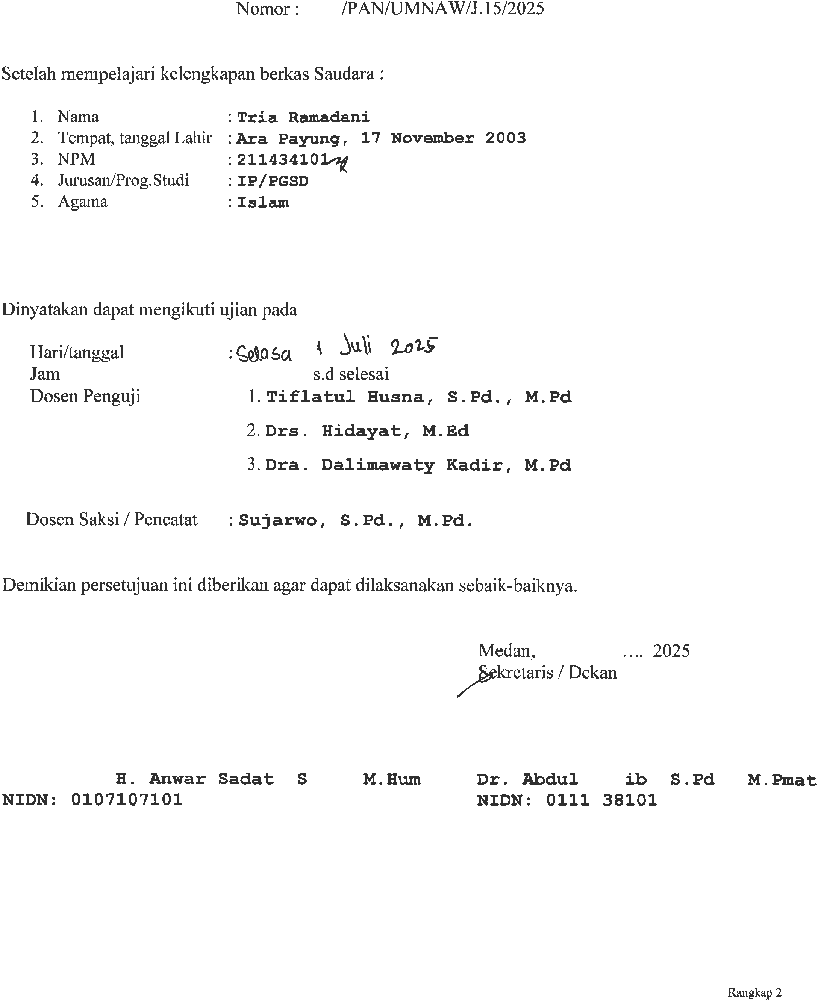 Nomor : /PAN/UMNAW/J.15/2025
Setelah mempelajari kelengkapan berkas Saudara :
1. Nama : Tria Ramadani
2. Tempat, tanggal Lahir : Ara Payung, 17 November 2003
3. NPM : 211434101
4. Jurusan/Prog.Studi : IP/PGSD
5. Agama : Islam
Dinyatakan dapat mengikuti ujian pada
Hari/tanggal : Selasa 1 Juli 2025
Jam s.d selesai
Dosen Penguji 1. Tiflatul Husna, S.Pd., M.Pd
2. Drs. Hidayat, M.Ed
3. Dra. Dalimawaty Kadir, M.Pd
Dosen Saksi / Pencatat : Sujarwo, S.Pd., M.Pd.
Demikian persetujuan ini diberikan agar dapat dilaksanakan sebaik-baiknya.
Medan, .... 2025
Sekretaris / Dekan
H. Anwar Sadat S M.Hum Dr. Abdul ib S.Pd M.Pmat
NIDN: 0107107101 NIDN: 0111 38101
Rangkap 2